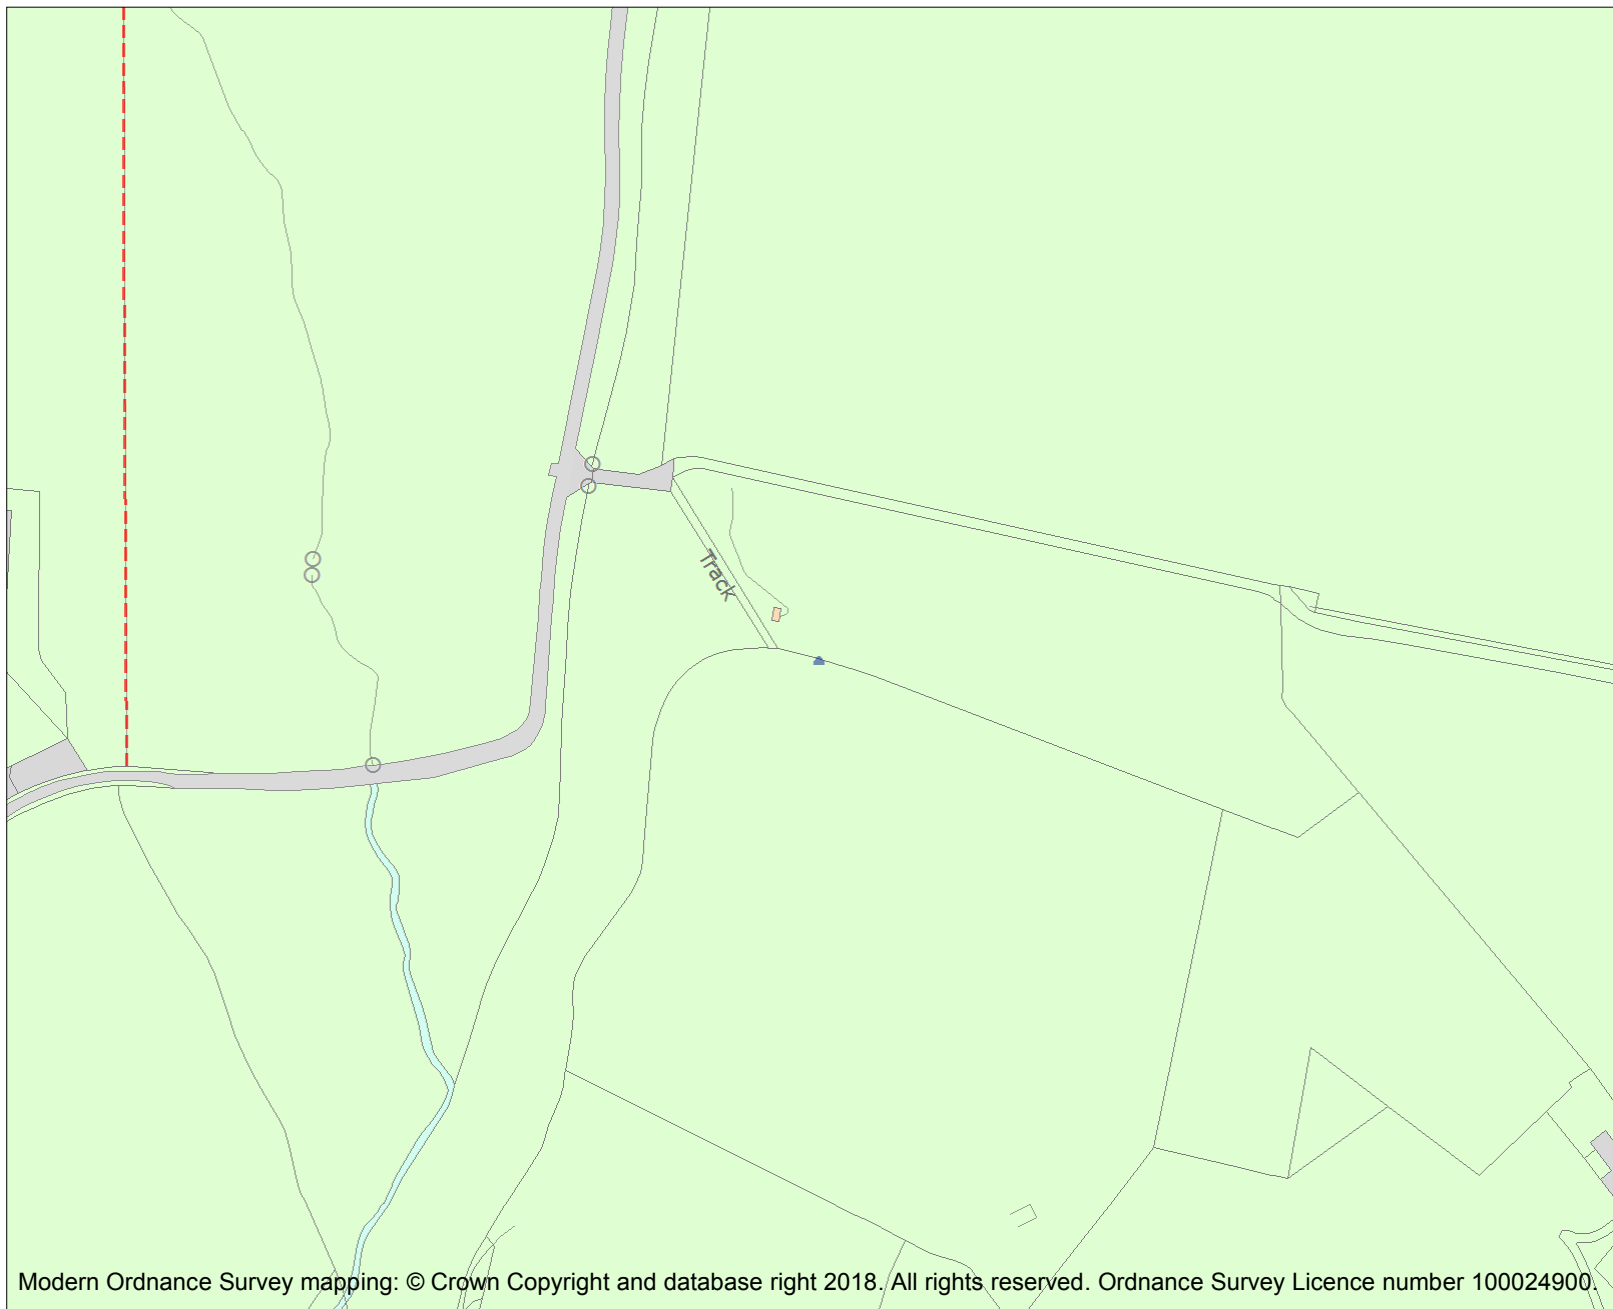 Track
Modern Ordnance Survey mapping: © Crown Copyright and database right 2018. All rights reserved. Ordnance Survey Licence number 100024900.